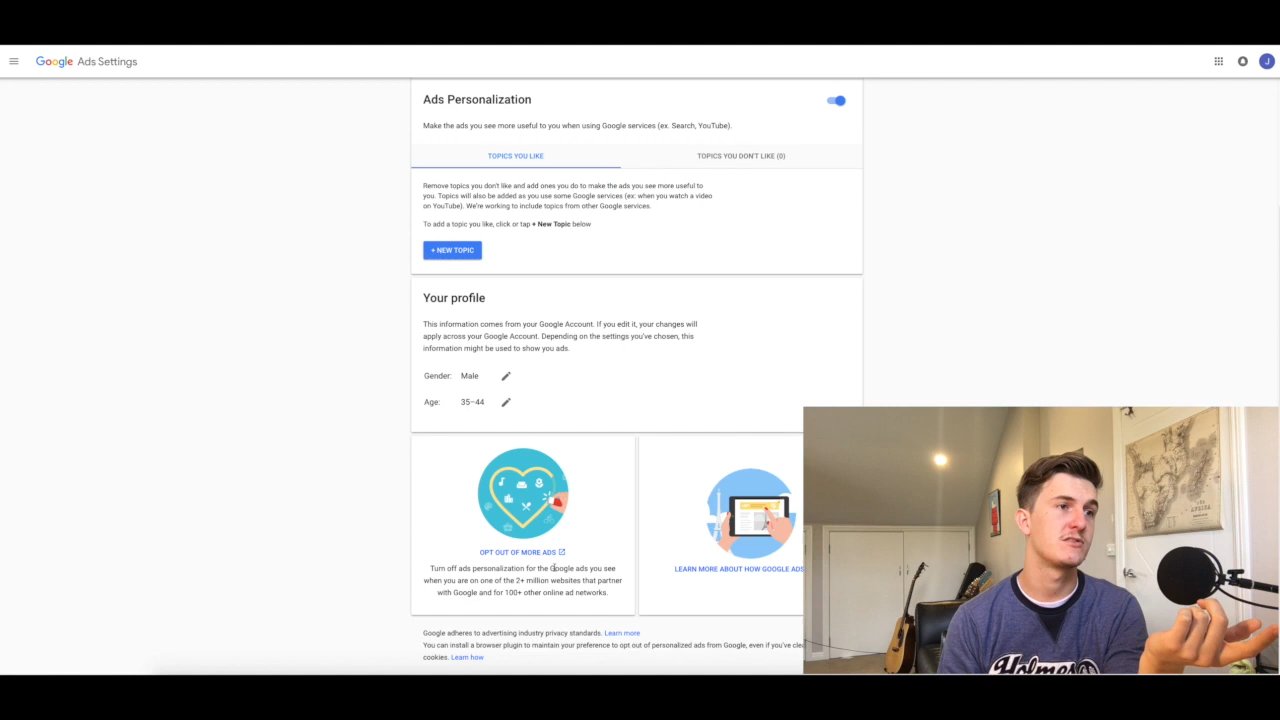 Google Ads Settings
J
Ads Personalization
Make the ads you see more useful to you when using Google services (ex. Search, YouTube).
TOPICS YOU LIKE
TOPICS YOU DON'T LIKE (0)
Remove topics you don't like and add ones you do to make the ads you see more useful to
you. Topics will also be added as you use some Google services (ex: when you watch a video
on YouTube). We're working to include topics from other Google services.
To add a topic you like, click or tap + New Topic below
+ NEW TOPIC
Your profile
This information comes from your Google Account. If you edit it, your changes will
apply across your Google Account. Depending on the settings you've chosen, this
information might be used to show you ads.
Gender: Male
Age: 35–44
OPT OUT OF MORE ADS
Turn off ads personalization for the Google ads you see
when you are on one of the 2+ million websites that partner
with Google and for 100+ other online ad networks.
LEARN MORE ABOUT HOW GOOGLE ADS
Google adheres to advertising industry privacy standards. Learn more
You can install a browser plugin to maintain your preference to opt out of personalized ads from Google, even if you've cle
cookies. Learn how
AFRICA
Holmes